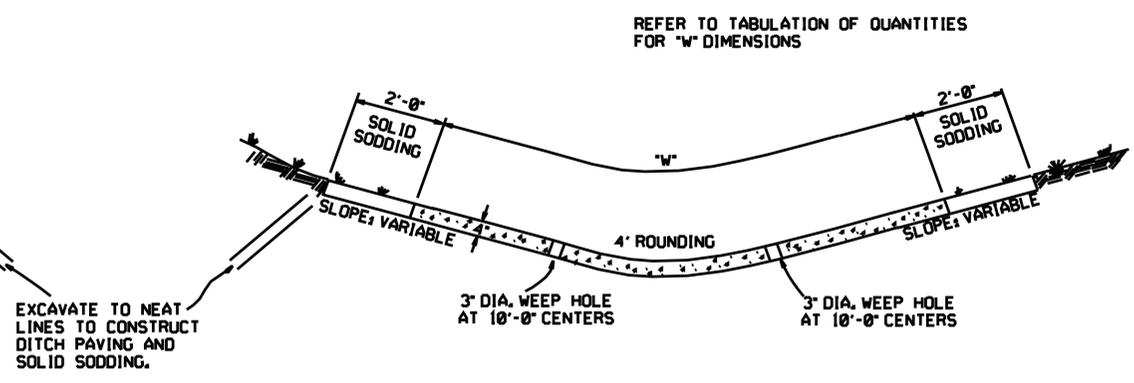 REFER TO TABULATION OF QUANTITIES
FOR "W" DIMENSIONS
2'-0"
SOLID
SODDING
2'-0"
SOLID
SODDING
"W"
SLOPE: VARIABLE
4"
4' ROUNDING
SLOPE: VARIABLE
3" DIA. WEEP HOLE
AT 10'-0" CENTERS
3" DIA. WEEP HOLE
AT 10'-0" CENTERS
EXCAVATE TO NEAT
LINES TO CONSTRUCT
DITCH PAVING AND
SOLID SODDING.